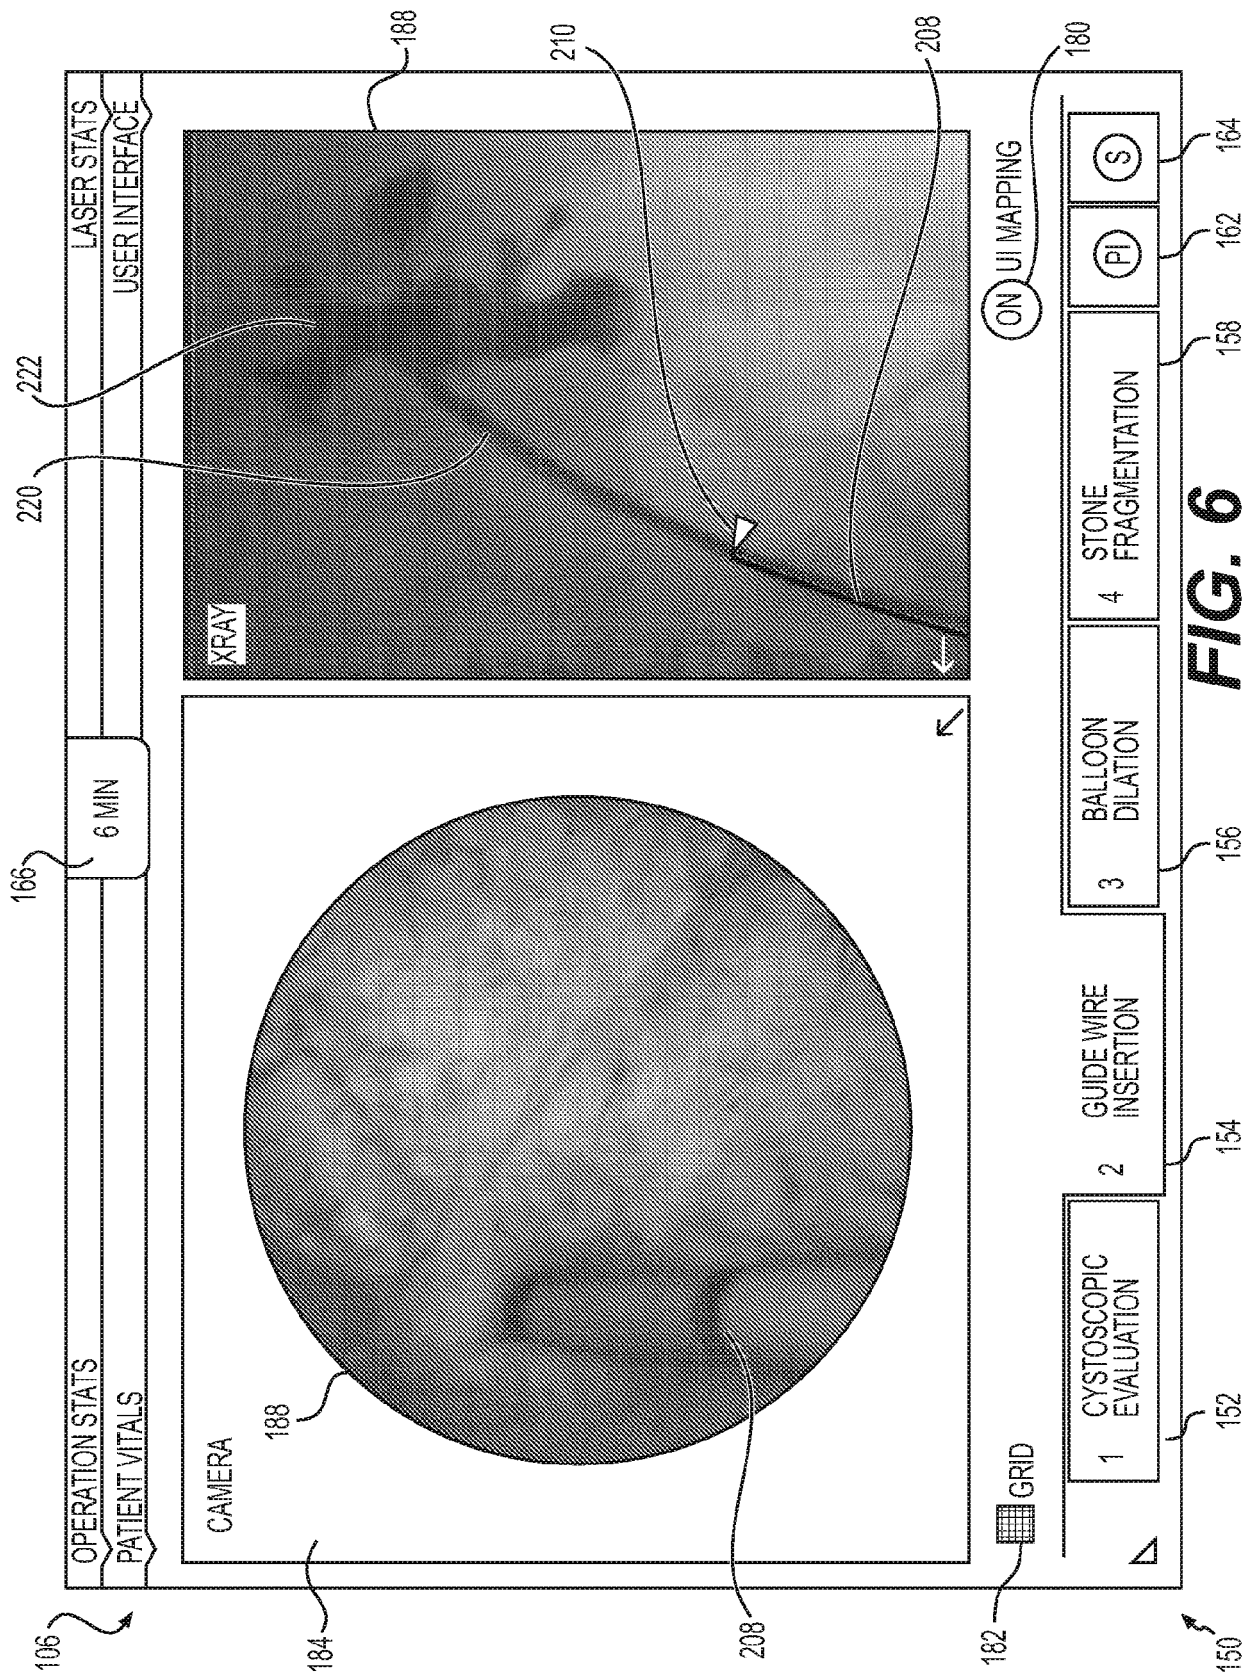 106
166
220
222
188
210
208
180
OPERATION STATS
6 MIN
LASER STATS
PATIENT VITALS
USER INTERFACE
CAMERA
XRAY
188
184
208
182
GRID
ON UI MAPPING
1 CYSTOSCOPIC
EVALUATION
2 GUIDE WIRE
INSERTION
3 BALLOON
DILATION
4 STONE
FRAGMENTATION
PI
S
150
152
154
156
158
162
164
FIG. 6